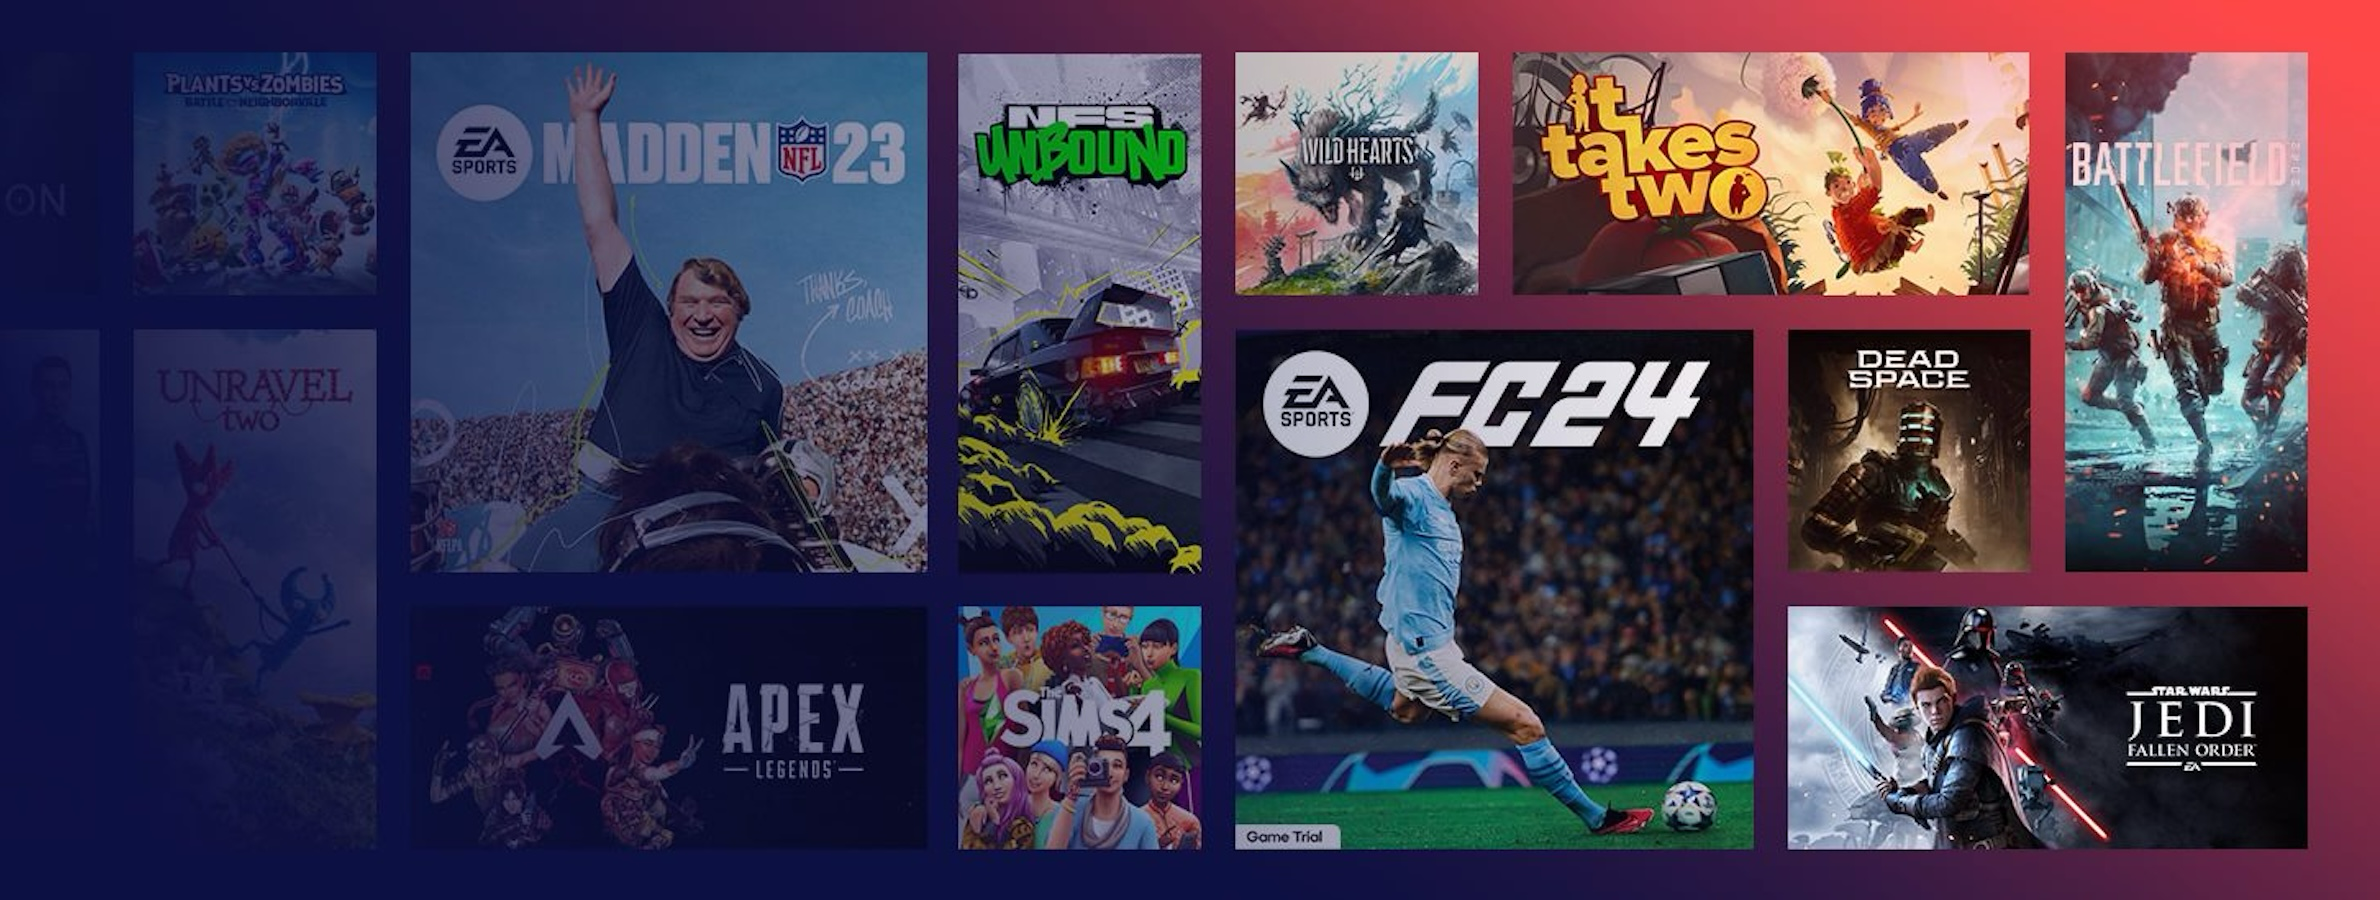 ON
PLANTS VS. ZOMBIES
BATTLE FOR NEIGHBORVILLE
UNRAVEL
two
EA
SPORTS
MADDEN NFL 23
THANKS,
COACH
NFLPA
APEX
LEGENDS
NFS
UNBOUND
The
SIMS 4
WILD HEARTS
it
takes
two
EA
SPORTS
FC24
Game Trial
DEAD
SPACE
BATTLEFIELD 2042
STAR WARS
JEDI
FALLEN ORDER
EA